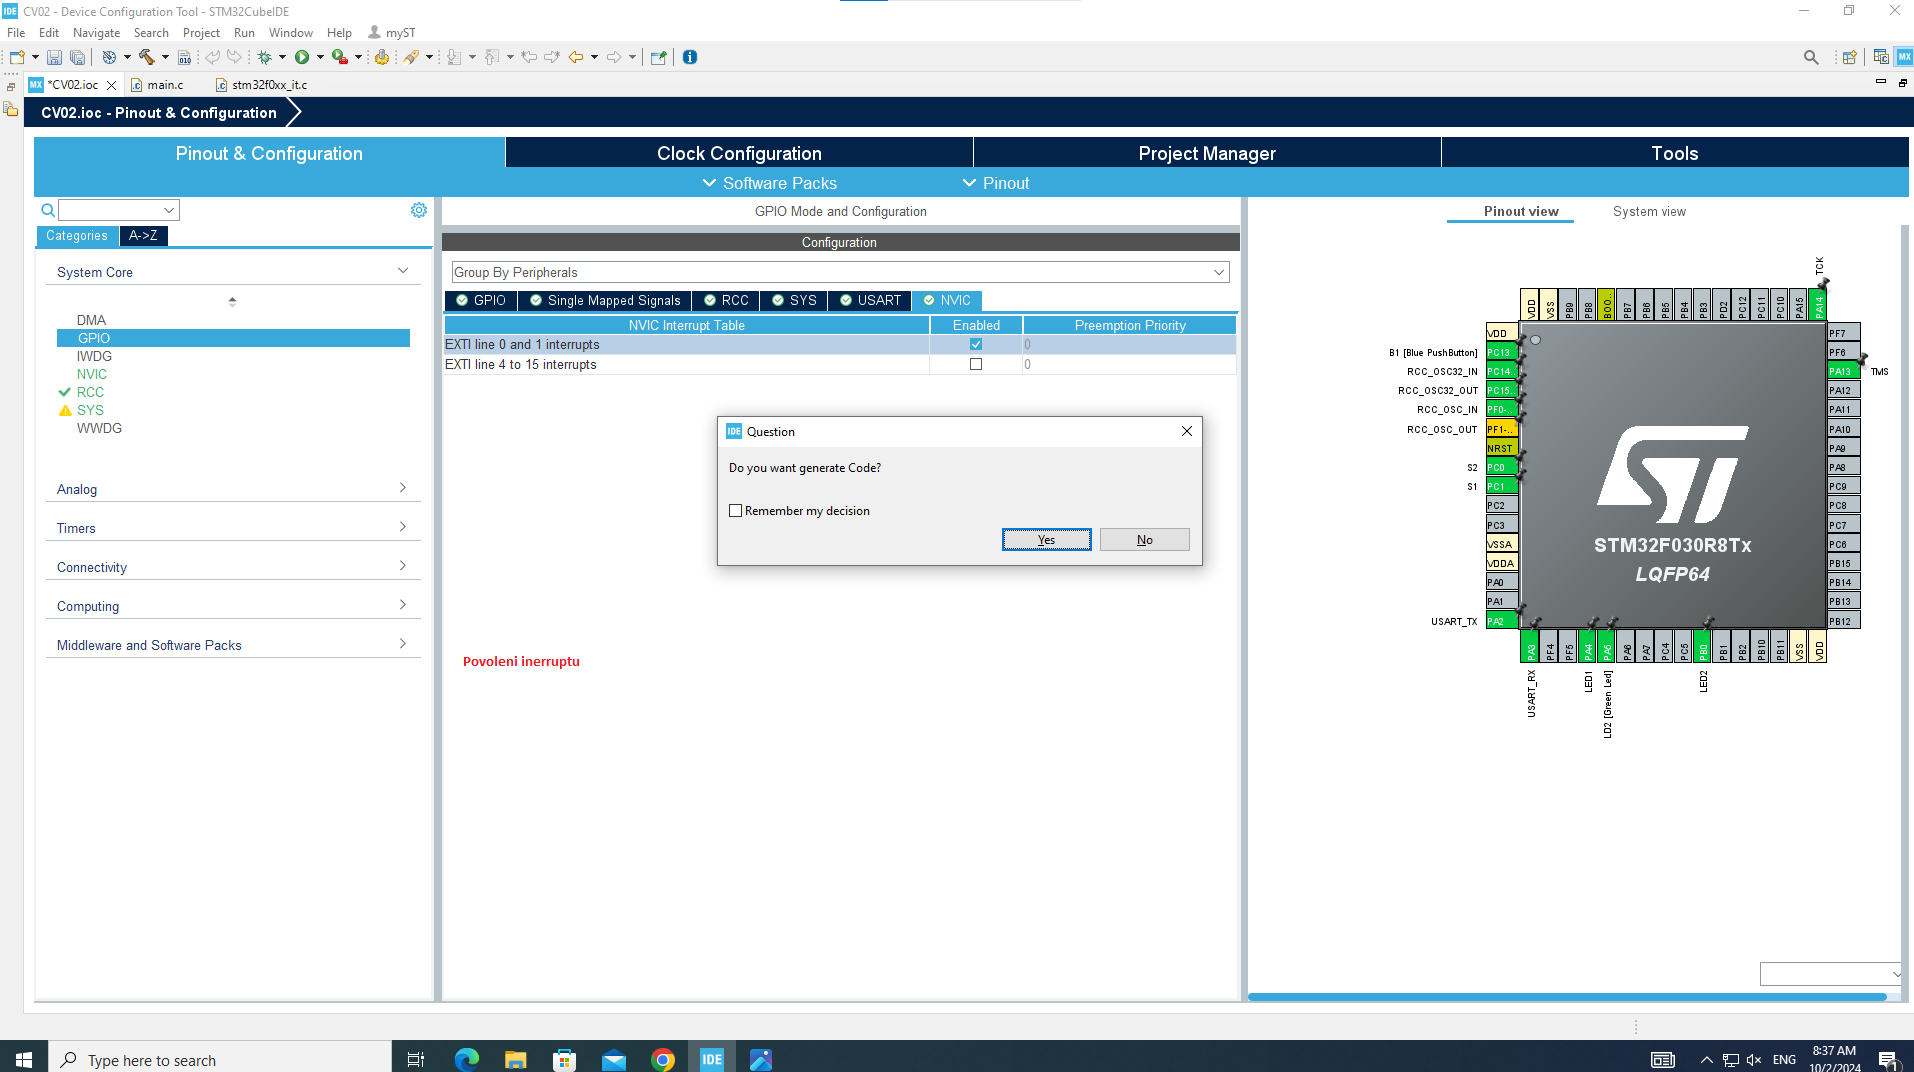 IDE CV02 - Device Configuration Tool - STM32CubeIDE
File Edit Navigate Search Project Run Window Help myST
MX *CV02.ioc main.c stm32f0xx_it.c
CV02.ioc - Pinout & Configuration
Pinout & Configuration Clock Configuration Project Manager Tools
Software Packs Pinout
Categories A->Z
System Core
DMA
GPIO
IWDG
NVIC
RCC
SYS
WWDG
Analog
Timers
Connectivity
Computing
Middleware and Software Packs
GPIO Mode and Configuration
Configuration
Group By Peripherals
GPIO Single Mapped Signals RCC SYS USART NVIC
NVIC Interrupt Table Enabled Preemption Priority
EXTI line 0 and 1 interrupts 0
EXTI line 4 to 15 interrupts 0
IDE Question
Do you want generate Code?
Remember my decision
Yes No
Povoleni inerruptu
Pinout view System view
TCK
VDD VSS PB9 PB8 BOO.. PB7 PB6 PB5 PB4 PB3 PD2 PC12 PC11 PC10 PA15 PA14
VDD
B1 [Blue PushButton] PC13
RCC_OSC32_IN PC14..
RCC_OSC32_OUT PC15..
RCC_OSC_IN PF0-..
RCC_OSC_OUT PF1-..
NRST
S2 PC0
S1 PC1
PC2
PC3
VSSA
VDDA
PA0
PA1
USART_TX PA2
STM32F030R8Tx
LQFP64
PF7
PF6
PA13 TMS
PA12
PA11
PA10
PA9
PA8
PC9
PC8
PC7
PC6
PB15
PB14
PB13
PB12
PA3 PF4 PF5 PA4 PA5 PA6 PA7 PC4 PC5 PB0 PB1 PB2 PB10 PB11 VSS VDD
USART_RX LED1 LD2 [Green Led] LED2
Type here to search
IDE
ENG
8:37 AM
10/2/2024
1